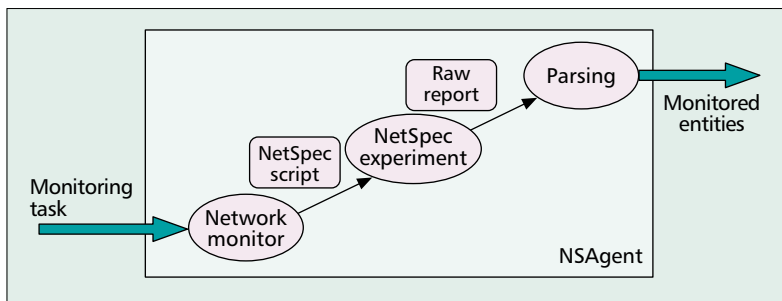 Monitoring
task
Network
monitor
NetSpec
script
NetSpec
experiment
Raw
report
Parsing
Monitored
entities
NSAgent